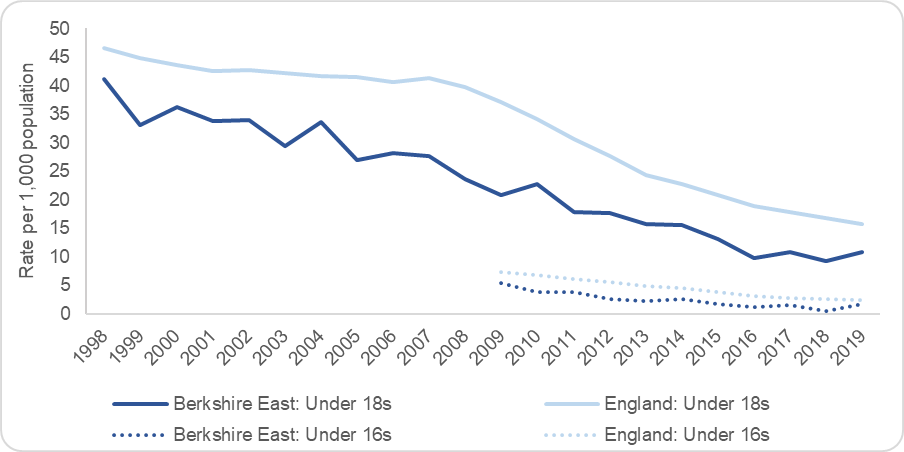 50
45
40
35
30
25
20
15
10
5
0
Rate per 1,000 population
1998 1999 2000 2001 2002 2003 2004 2005 2006 2007 2008 2009 2010 2011 2012 2013 2014 2015 2016 2017 2018 2019
Berkshire East: Under 18s England: Under 18s
Berkshire East: Under 16s England: Under 16s